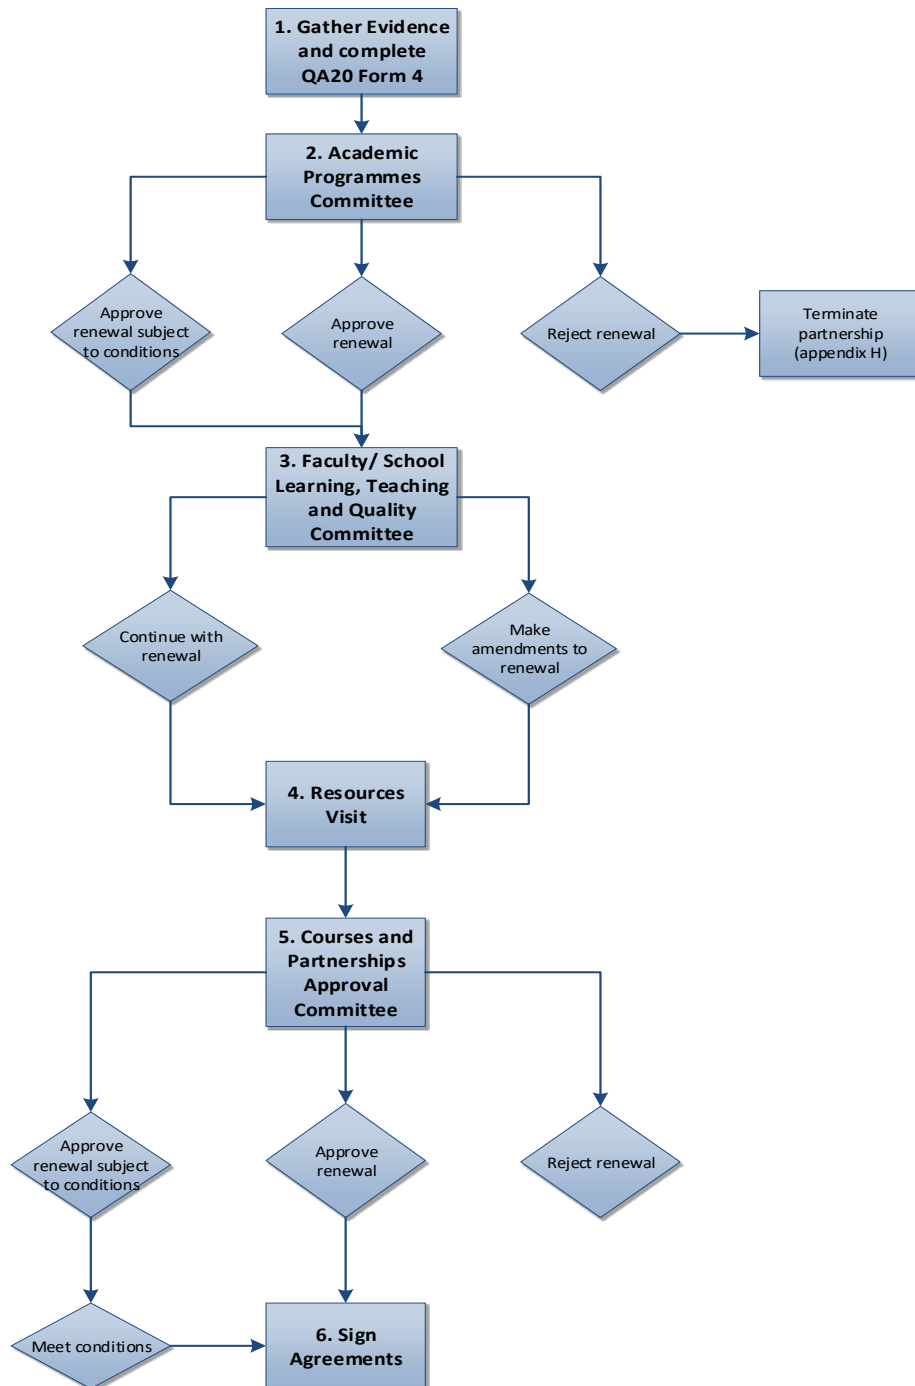 1. Gather Evidence
and complete
QA20 Form 4
2. Academic
Programmes
Committee
Approve
renewal subject
to conditions
Approve
renewal
Reject renewal
Terminate
partnership
(appendix H)
3. Faculty/ School
Learning, Teaching
and Quality
Committee
Continue with
renewal
Make
amendments to
renewal
4. Resources
Visit
5. Courses and
Partnerships
Approval
Committee
Approve
renewal subject
to conditions
Approve
renewal
Reject renewal
Meet conditions
6. Sign
Agreements